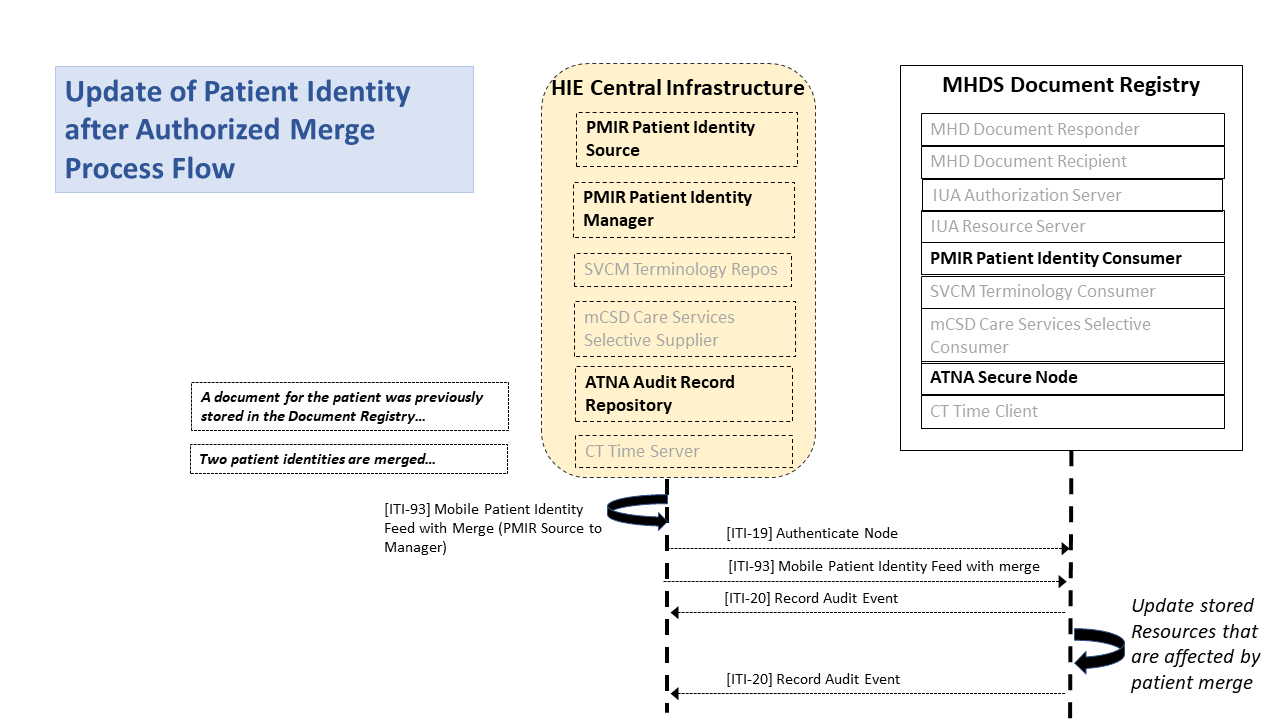 Update of Patient Identity
after Authorized Merge
Process Flow
HIE Central Infrastructure
PMIR Patient Identity
Source
PMIR Patient Identity
Manager
SVCM Terminology Repos
mCSD Care Services
Selective Supplier
ATNA Audit Record
Repository
CT Time Server
MHDS Document Registry
MHD Document Responder
MHD Document Recipient
IUA Authorization Server
IUA Resource Server
PMIR Patient Identity Consumer
SVCM Terminology Consumer
mCSD Care Services Selective
Consumer
ATNA Secure Node
CT Time Client
A document for the patient was previously
stored in the Document Registry…
Two patient identities are merged…
[ITI-93] Mobile Patient Identity
Feed with Merge (PMIR Source to
Manager)
[ITI-19] Authenticate Node
[ITI-93] Mobile Patient Identity Feed with merge
[ITI-20] Record Audit Event
Update stored
Resources that
are affected by
patient merge
[ITI-20] Record Audit Event